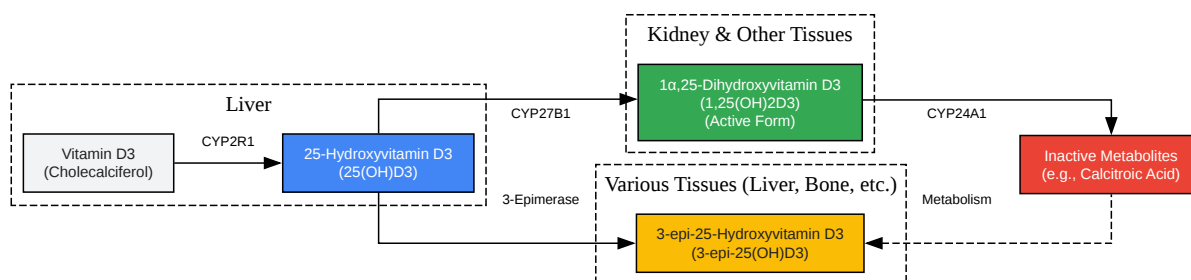 Kidney & Other Tissues
1α,25-Dihydroxyvitamin D3
(1,25(OH)2D3)
(Active Form)
Liver
CYP27B1
CYP24A1
CYP2R1
Vitamin D3
(Cholecalciferol)
25-Hydroxyvitamin D3
(25(OH)D3)
Inactive Metabolites
(e.g., Calcitroic Acid)
Various Tissues (Liver, Bone, etc.)
3-Epimerase
Metabolism
3-epi-25-Hydroxyvitamin D3
(3-epi-25(OH)D3)